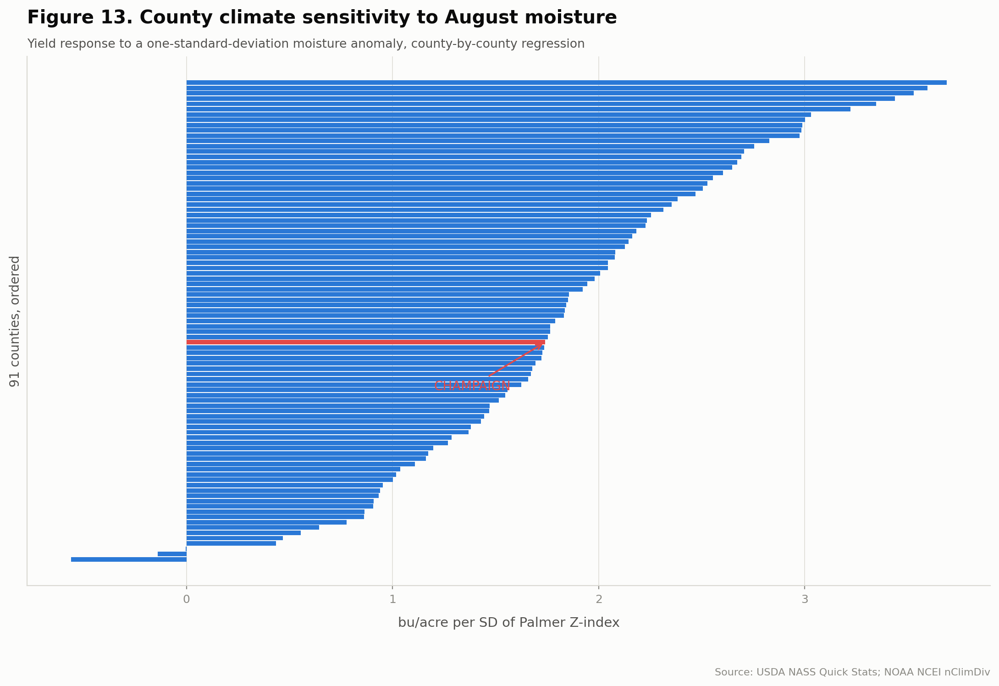 Figure 13. County climate sensitivity to August moisture
Yield response to a one-standard-deviation moisture anomaly, county-by-county regression
91 counties, ordered
CHAMPAIGN
0 1 2 3
bu/acre per SD of Palmer Z-index
Source: USDA NASS Quick Stats; NOAA NCEI nClimDiv